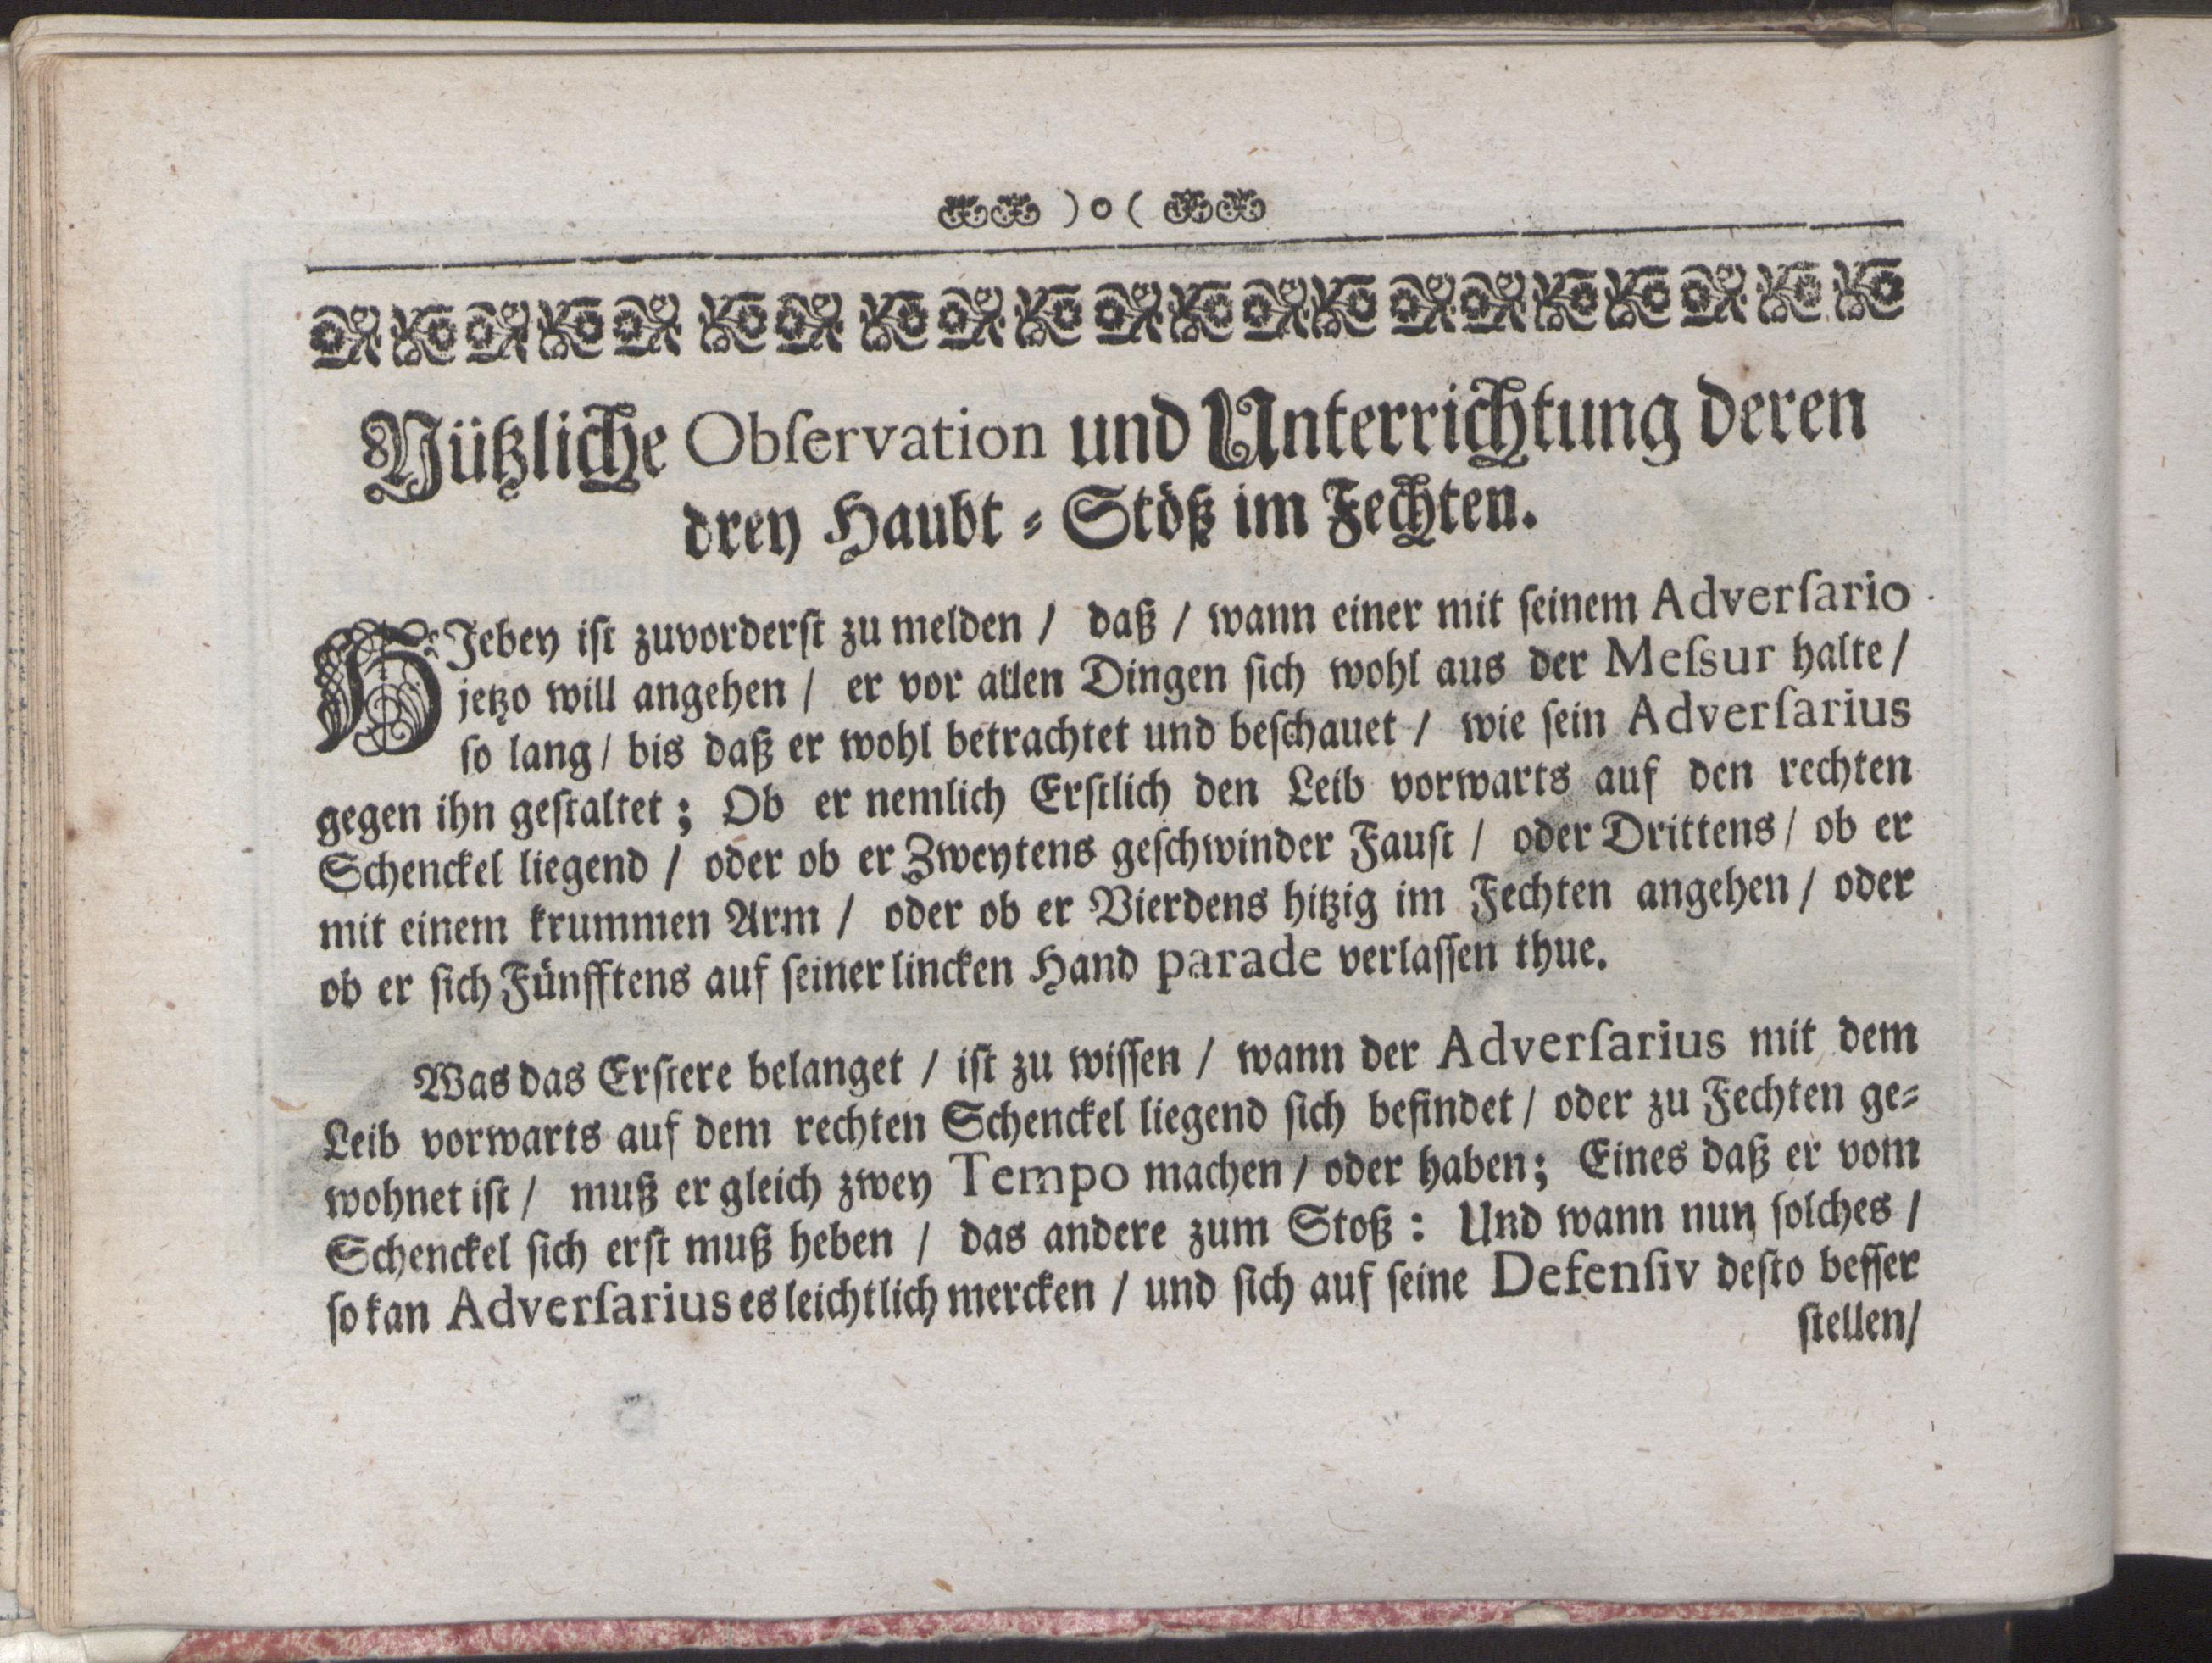 ) o (
Nützliche Obſervation und Unterrichtung deren
drey Haubt-Stöß im Fechten.
HJebey iſt zuvorderſt zu melden / daß / wann einer mit ſeinem Adverſario
jetzo will angehen / er vor allen Dingen ſich wohl aus der Meſsur halte /
ſo lang / bis daß er wohl betrachtet und beſchauet / wie ſein Adverſarius
gegen ihn geſtaltet ; Ob er nemlich Erſtlich den Leib vorwarts auf den rechten
Schenckel liegend / oder ob er Zweytens geſchwinder Fauſt / oder Drittens / ob er
mit einem krummen Arm / oder ob er Vierdens hitzig im Fechten angehen / oder
ob er ſich Fünfftens auf ſeiner lincken Hand parade verlaſſen thue.
Was das Erſtere belanget / iſt zu wiſſen / wann der Adverſarius mit dem
Leib vorwarts auf dem rechten Schenckel liegend ſich befindet / oder zu Fechten ge-
wohnet iſt / muß er gleich zwey Tempo machen / oder haben ; Eines daß er vom
Schenckel ſich erſt muß heben / das andere zum Stoß : Und wann nun ſolches /
ſo kan Adverſarius es leichtlich mercken / und ſich auf ſeine Defenſiv deſto beſſer
ſtellen/